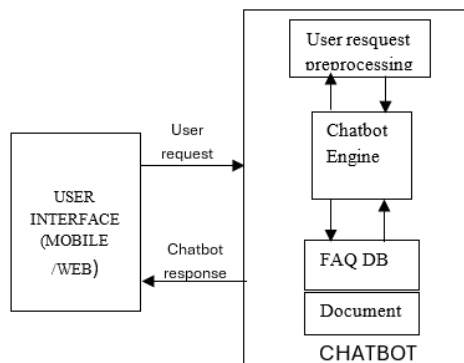 User resquest
preprocessing
User
request
Chatbot
Engine
USER
INTERFACE
(MOBILE
/WEB)
Chatbot
response
FAQ DB
Document
CHATBOT